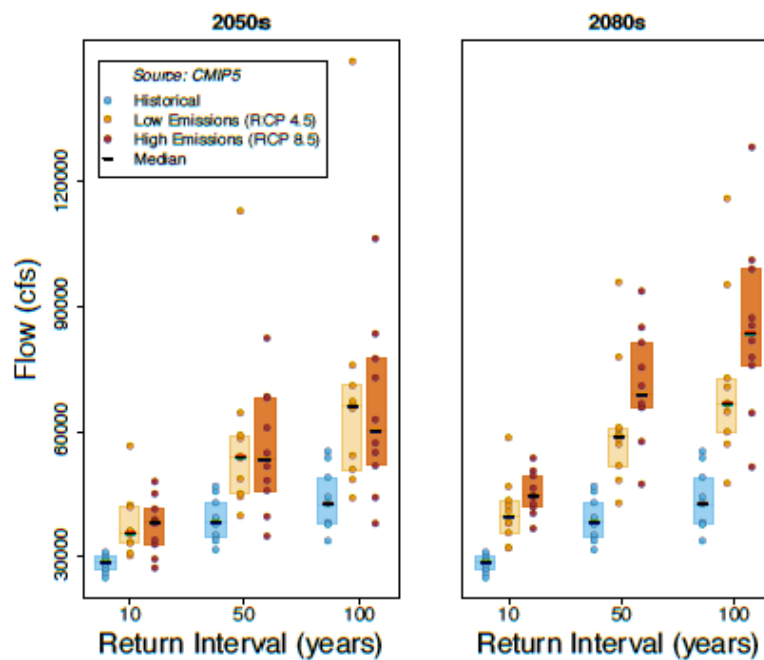 2050s
2080s
Source: CMIP5
Historical
Low Emissions (RCP 4.5)
High Emissions (RCP 8.5)
Median
Flow (cfs)
120000
90000
60000
30000
10 50 100
10 50 100
Return Interval (years)
Return Interval (years)